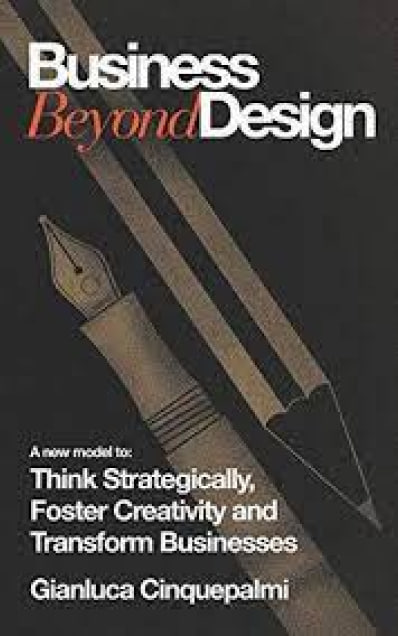 Business
BeyondDesign
A new model to:
Think Strategically,
Foster Creativity and
Transform Businesses
Gianluca Cinquepalmi